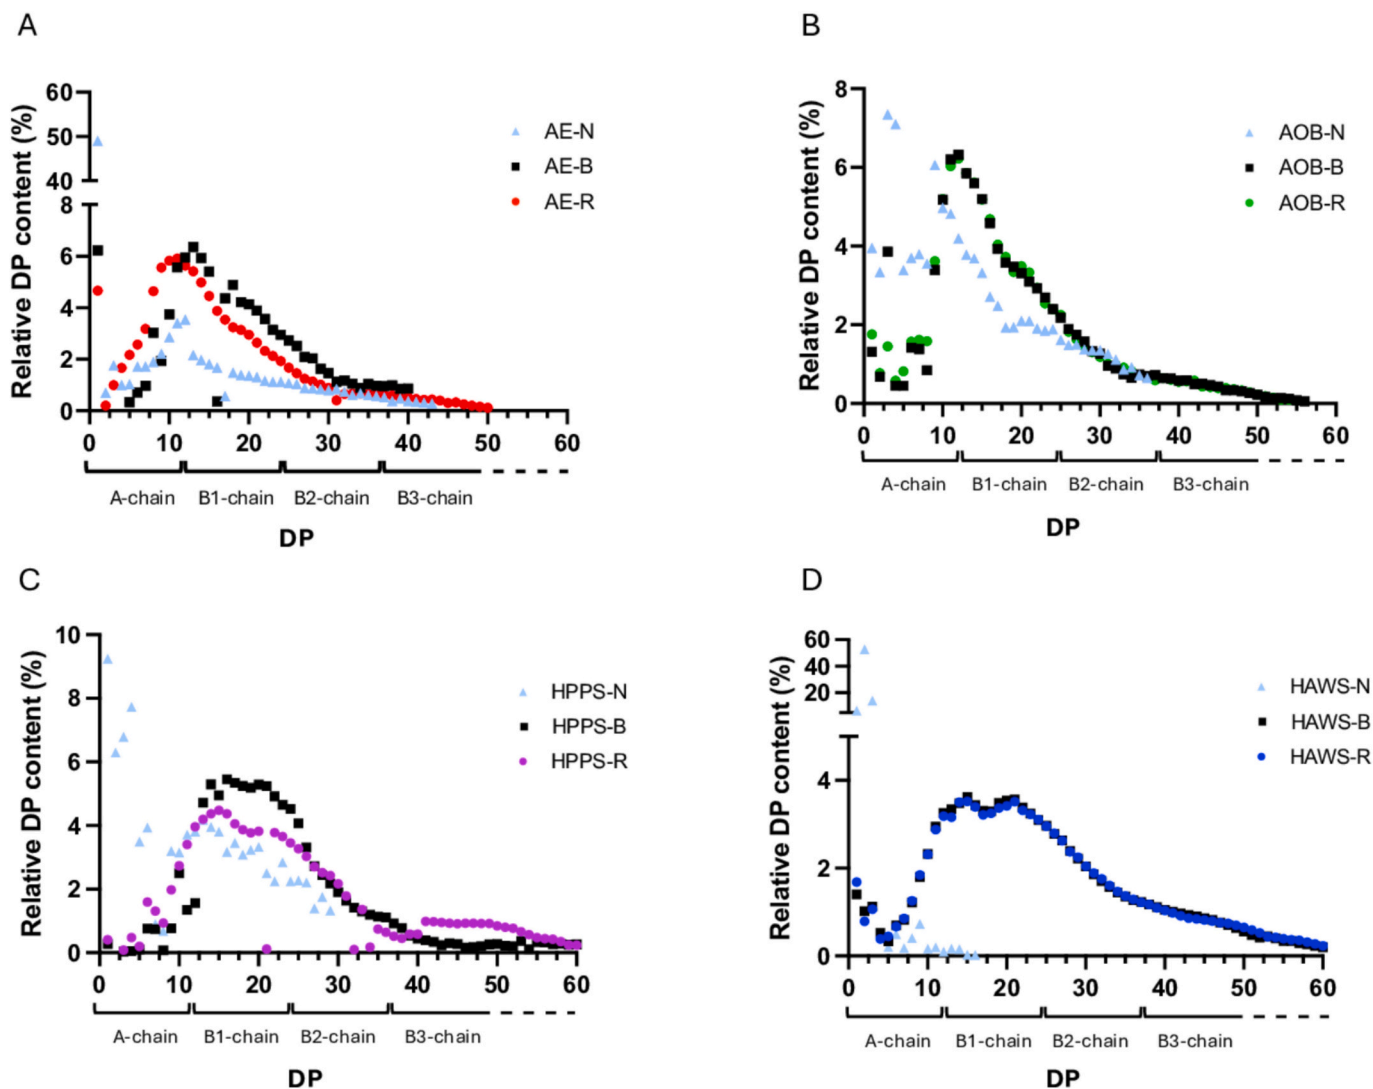 A
Relative DP content (%)
60
50
40
8
6
4
2
0
AE-N
AE-B
AE-R
0 10 20 30 40 50 60
A-chain B1-chain B2-chain B3-chain
DP
B
Relative DP content (%)
8
6
4
2
0
AOB-N
AOB-B
AOB-R
0 10 20 30 40 50 60
A-chain B1-chain B2-chain B3-chain
DP
C
Relative DP content (%)
10
8
6
4
2
0
HPPS-N
HPPS-B
HPPS-R
0 10 20 30 40 50 60
A-chain B1-chain B2-chain B3-chain
DP
D
Relative DP content (%)
60
40
20
4
2
0
HAWS-N
HAWS-B
HAWS-R
0 10 20 30 40 50 60
A-chain B1-chain B2-chain B3-chain
DP